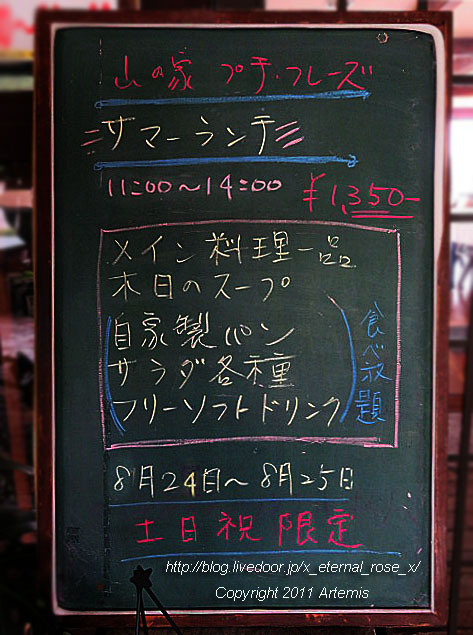 山の家 プチ・フレーズ
サマーランチ
11:00～14:00
¥1,350-
メイン料理一品
本日のスープ
自家製パン
サラダ各種
フリーソフトドリンク
食べ放題
8月24日～8月25日
土日祝限定
http://blog.livedoor.jp/x_eternal_rose_x/
Copyright 2011 Artemis